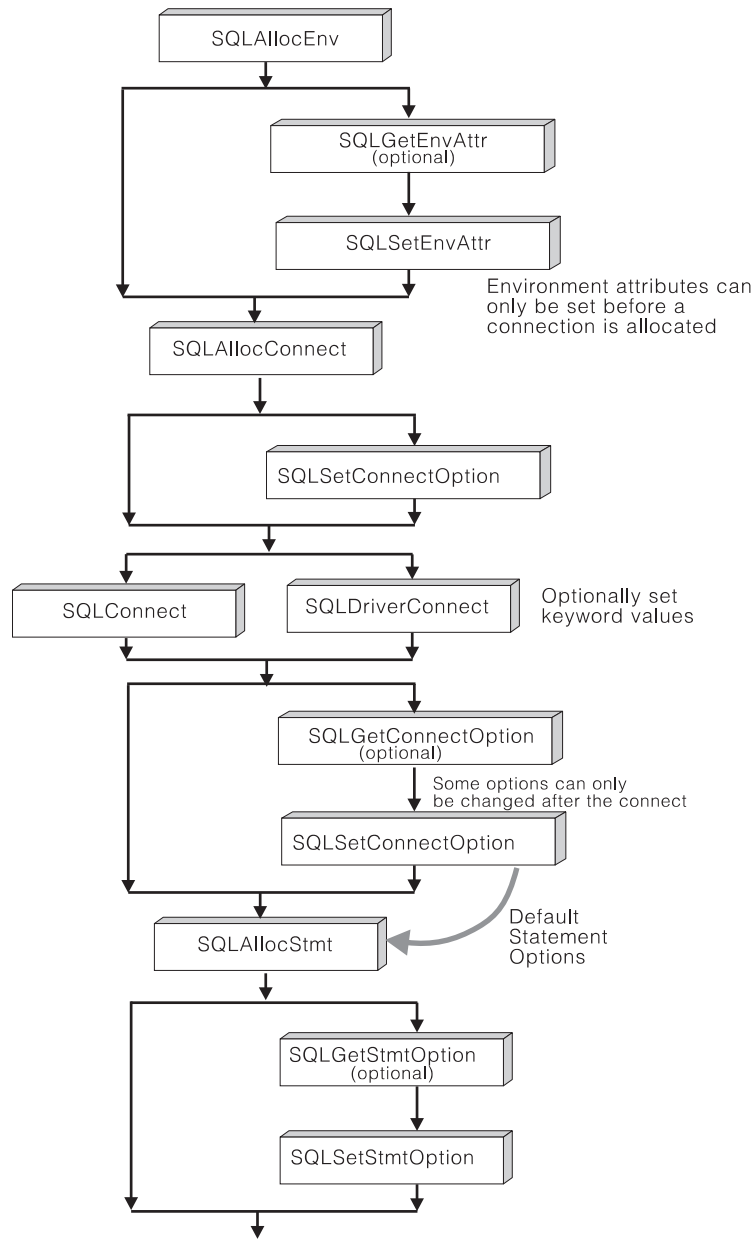 SQLAllocEnv
SQLGetEnvAttr
(optional)
SQLSetEnvAttr
Environment attributes can
only be set before a
connection is allocated
SQLAllocConnect
SQLSetConnectOption
SQLConnect
SQLDriverConnect
Optionally set
keyword values
SQLGetConnectOption
(optional)
Some options can only
be changed after the connect
SQLSetConnectOption
Default
Statement
Options
SQLAllocStmt
SQLGetStmtOption
(optional)
SQLSetStmtOption